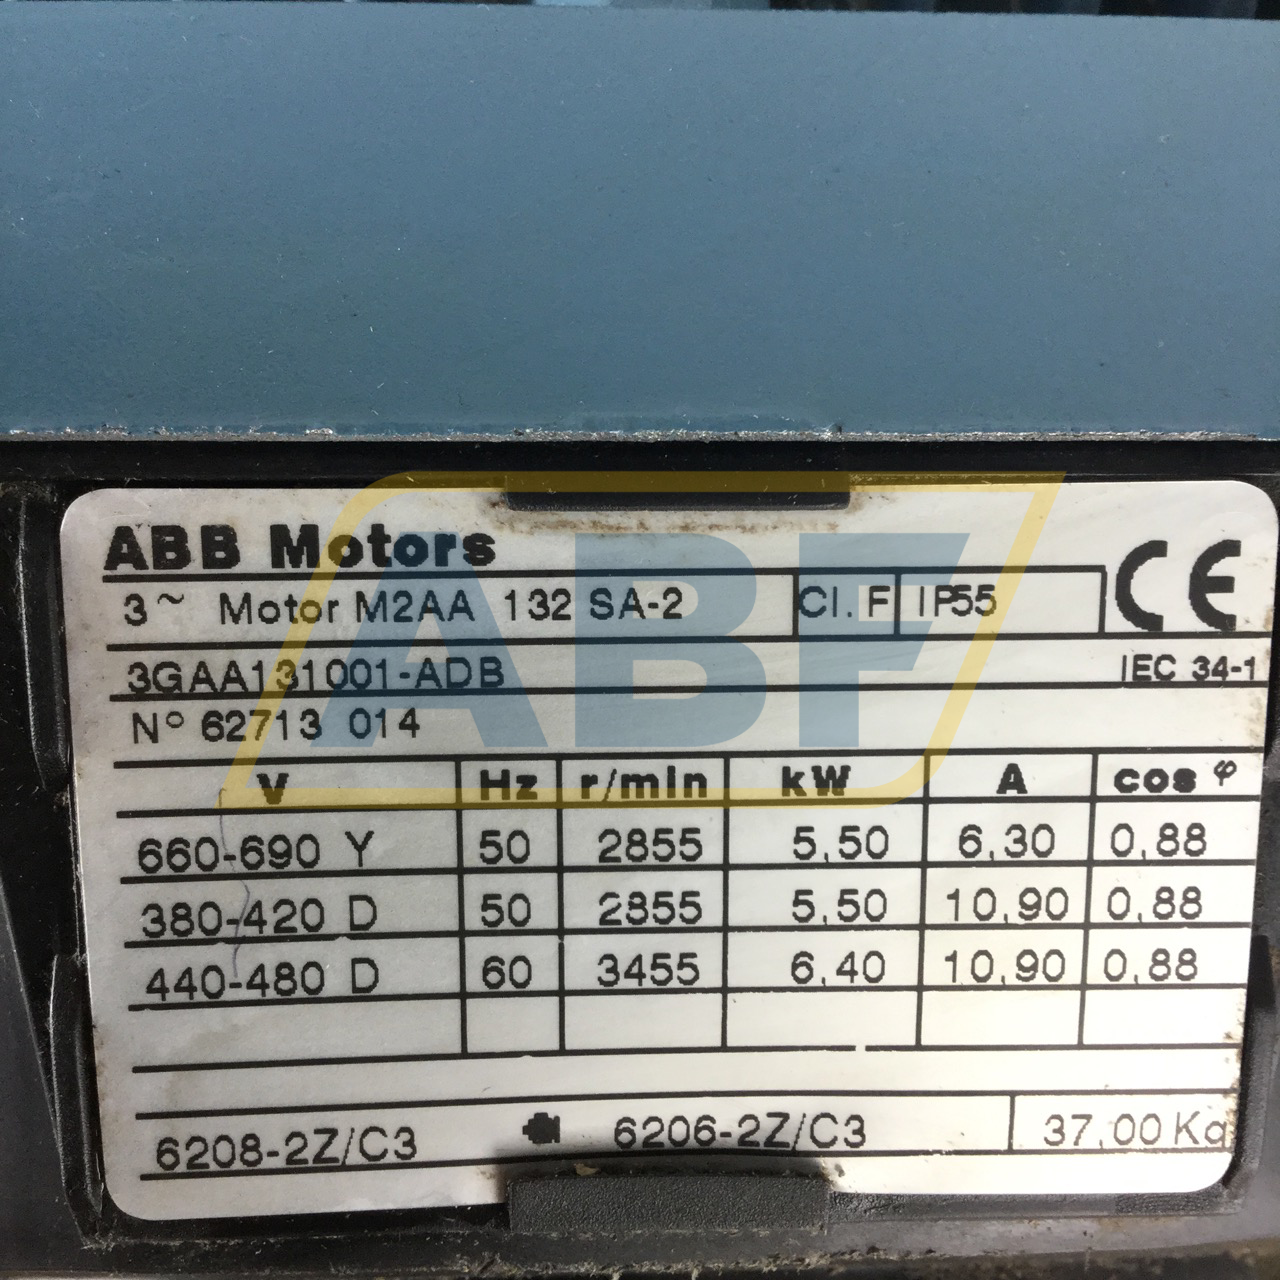 ABB Motors
CE
3~ Motor M2AA 132 SA-2 Cl. F IP55
3GAA131001-ADB IEC 34-1
Nº 62713 014
V Hz r/min kW A cos φ
660-690 Y 50 2855 5,50 6,30 0,88
380-420 D 50 2855 5,50 10,90 0,88
440-480 D 60 3455 6,40 10,90 0,88
6208-2Z/C3 6206-2Z/C3 37,00 Kg
ABF